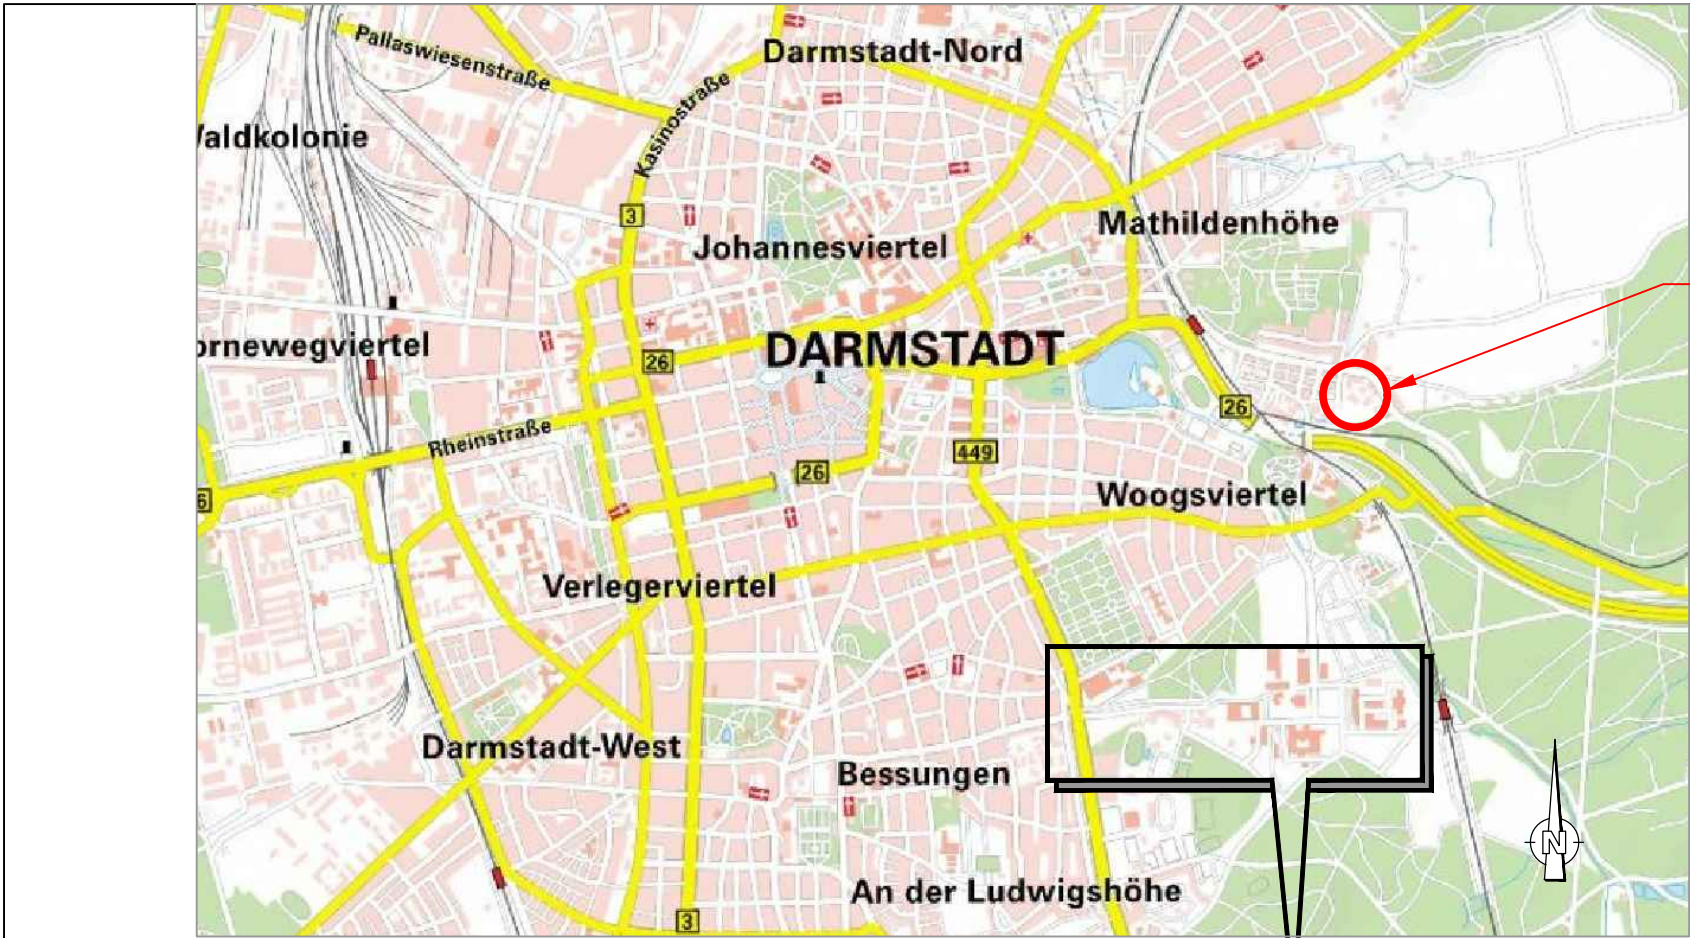 Pallaswiesenstraße
Darmstadt-Nord
Kasinostraße
aldkolonie
3
Mathildenhöhe
Johannesviertel
ornewegviertel
DARMSTADT
26
26
Rheinstraße
449
26
6
Woogsviertel
Verlegerviertel
Darmstadt-West
Bessungen
N
An der Ludwigshöhe
3